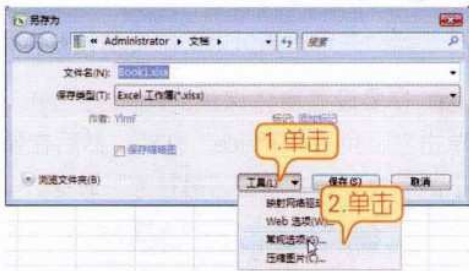 另存为
« Administrator ▸ 文档 ▸
搜索
文件名(N): Book1.xlsx
保存类型(T): Excel 工作簿(*.xlsx)
作者: Ylmf
标记: 添加标记
保存缩略图
1.单击
浏览文件夹(B)
工具(L)
保存(S)
取消
映射网络驱
2.单击
Web 选项(W)...
常规选项(G)...
压缩图片(C)...